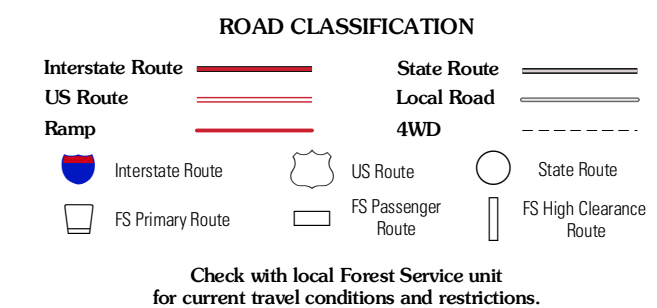 ROAD CLASSIFICATION
Interstate Route
State Route
US Route
Local Road
Ramp
4WD
Interstate Route
US Route
State Route
FS Primary Route
FS Passenger
Route
FS High Clearance
Route
Check with local Forest Service unit
for current travel conditions and restrictions.